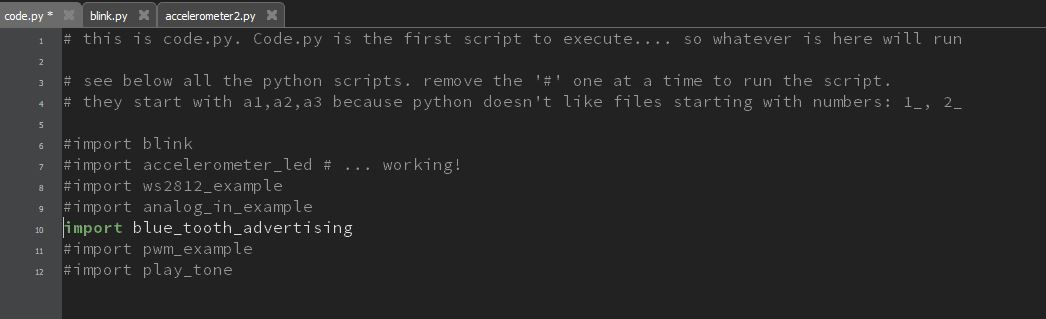 code.py * blink.py accelerometer2.py
1 # this is code.py. Code.py is the first script to execute.... so whatever is here will run
2
3 # see below all the python scripts. remove the '#' one at a time to run the script.
4 # they start with a1,a2,a3 because python doesn't like files starting with numbers: 1_, 2_
5
6 #import blink
7 #import accelerometer_led # ... working!
8 #import ws2812_example
9 #import analog_in_example
10 import blue_tooth_advertising
11 #import pwm_example
12 #import play_tone